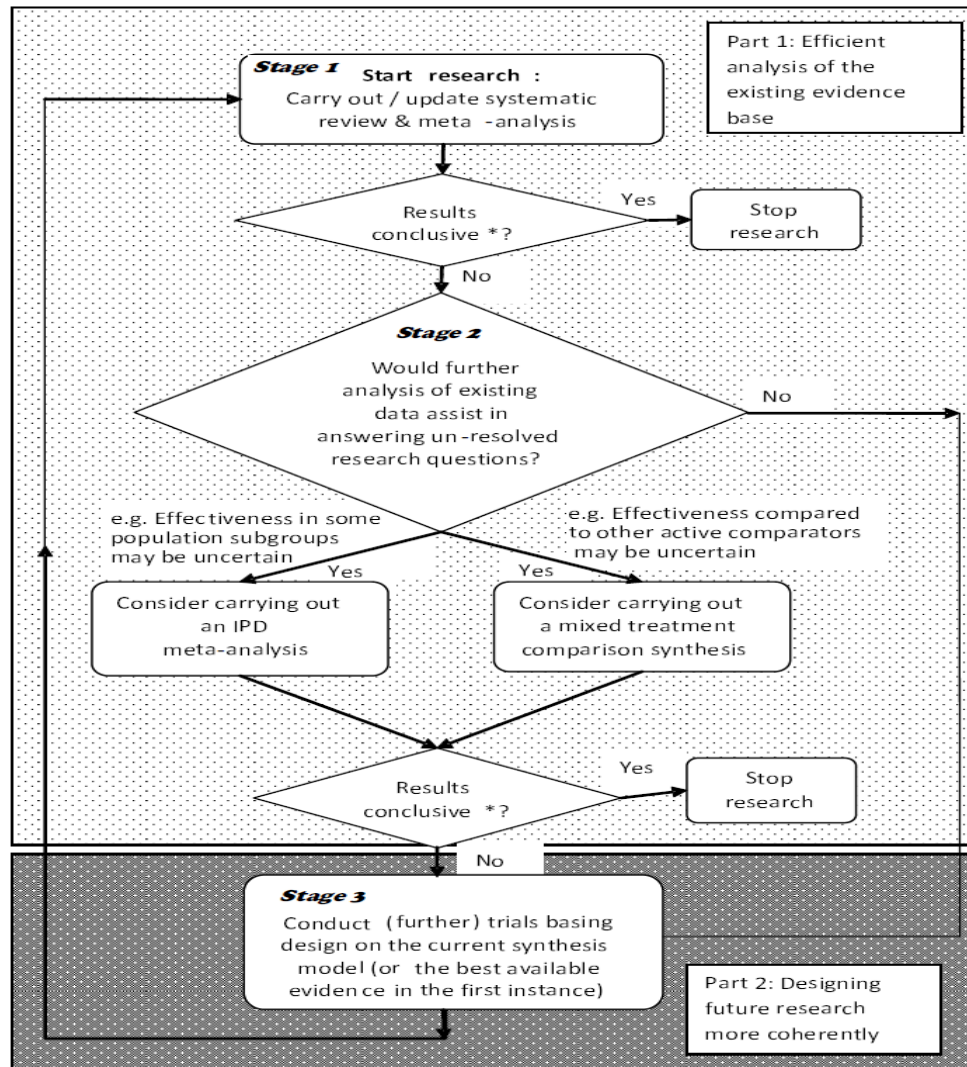 Part 1: Efficient
analysis of the
existing evidence
base
Stage 1
Start research :
Carry out / update systematic
review & meta -analysis
Results
conclusive *?
Yes
Stop
research
No
Stage 2
Would further
analysis of existing
data assist in
answering un -resolved
research questions?
No
e.g. Effectiveness in some
population subgroups
may be uncertain
e.g. Effectiveness compared
to other active comparators
may be uncertain
Yes
Yes
Consider carrying out
an IPD
meta-analysis
Consider carrying out
a mixed treatment
comparison synthesis
Results
conclusive *?
Yes
Stop
research
No
Stage 3
Conduct (further) trials basing
design on the current synthesis
model (or the best available
evidence in the first instance)
Part 2: Designing
future research
more coherently